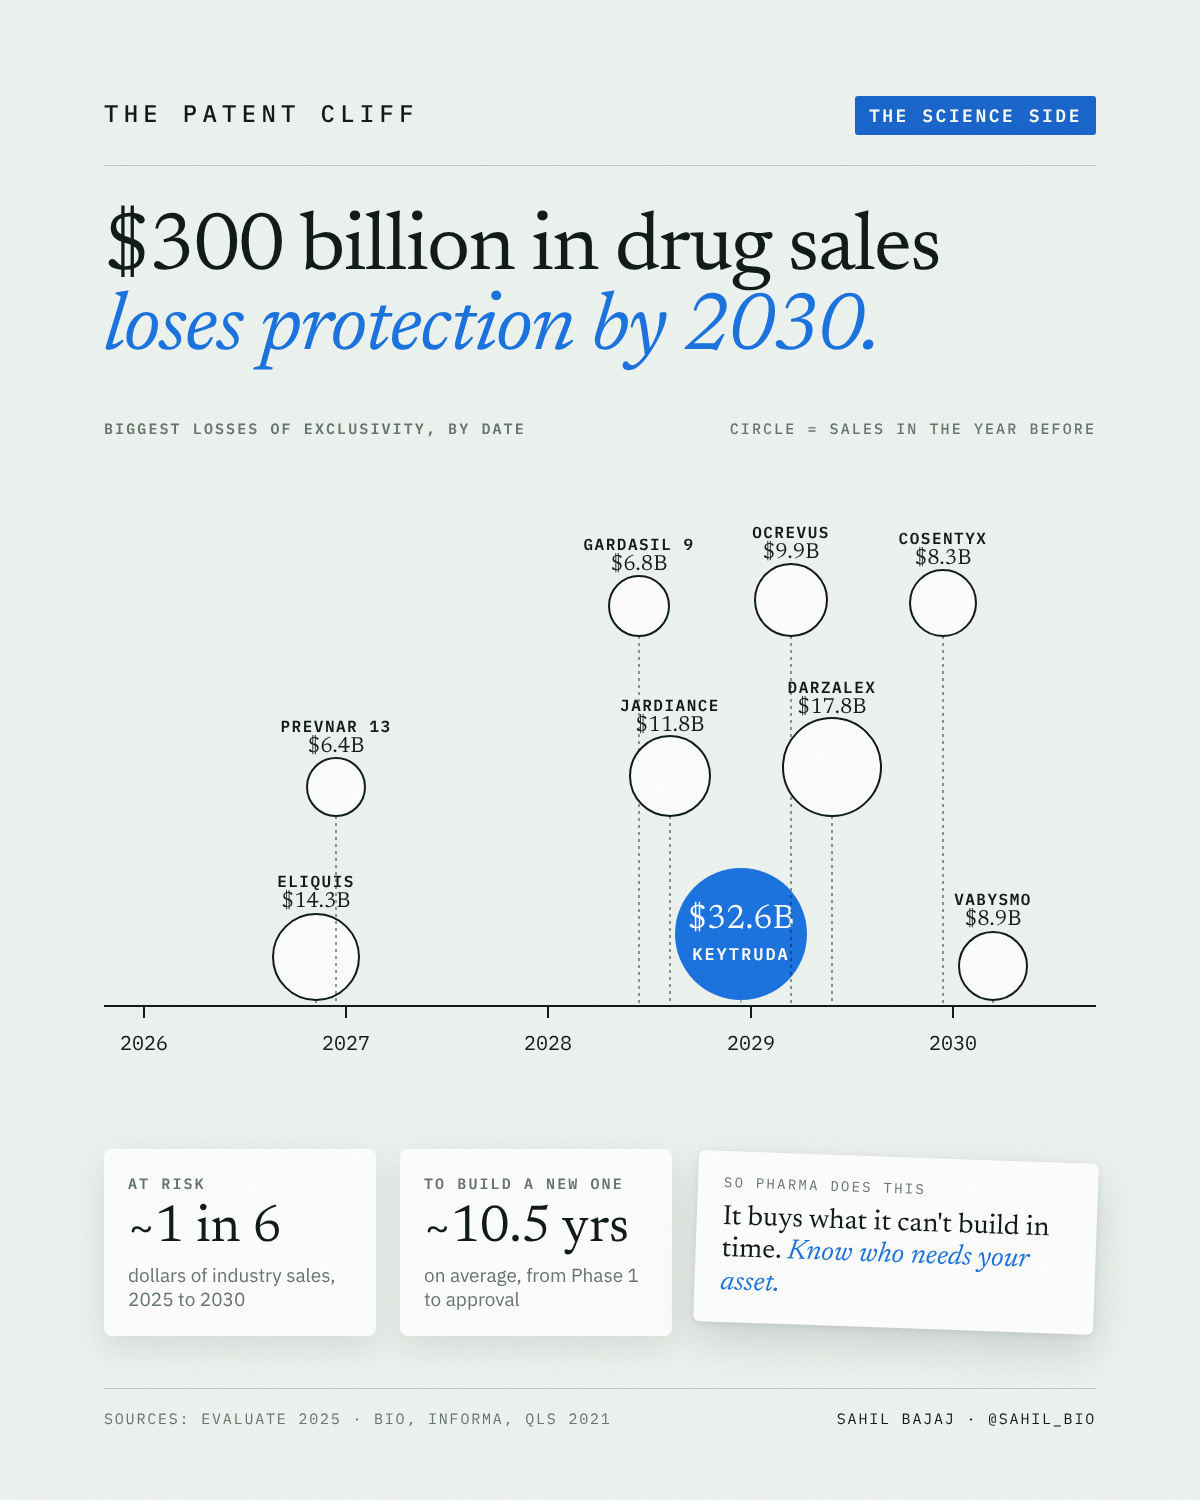 THE PATENT CLIFF
THE SCIENCE SIDE
$300 billion in drug sales
loses protection by 2030.
BIGGEST LOSSES OF EXCLUSIVITY, BY DATE
CIRCLE = SALES IN THE YEAR BEFORE
GARDASIL 9
$6.8B
OCREVUS
$9.9B
COSENTYX
$8.3B
JARDIANCE
$11.8B
DARZALEX
$17.8B
PREVNAR 13
$6.4B
ELIQUIS
$14.3B
$32.6B
KEYTRUDA
VABYSMO
$8.9B
2026
2027
2028
2029
2030
AT RISK
~1 in 6
dollars of industry sales,
2025 to 2030
TO BUILD A NEW ONE
~10.5 yrs
on average, from Phase 1
to approval
SO PHARMA DOES THIS
It buys what it can't build in
time. Know who needs your
asset.
SOURCES: EVALUATE 2025 · BIO, INFORMA, QLS 2021
SAHIL BAJAJ · @SAHIL_BIO